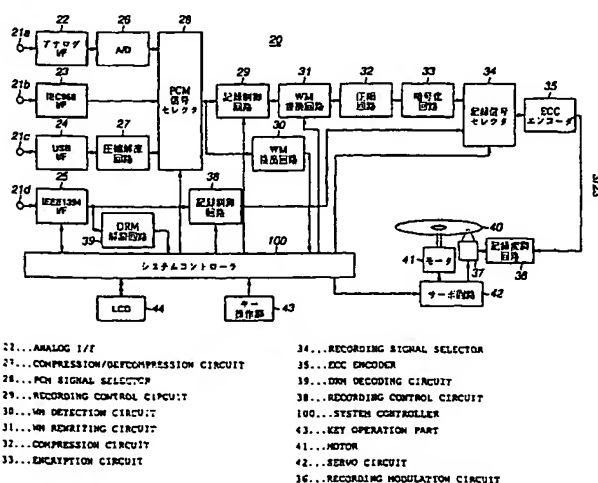 22
26
28
20
21a
アナログ
I/F
A/D
29
31
32
33
34
21b
23
IEC958
I/F
PCM
信号
セレクタ
記録制御
回路
WM
書換回路
圧縮
回路
暗号化
回路
記録信号
セレクタ
35
ECC
エンコーダ
21c
24
27
USB
I/F
圧縮解凍
回路
30
WM
検出回路
25
38
21d
IEEE1394
I/F
記録制御
回路
DRM
解読回路
39
100
システムコントローラ
40
41
モータ
37
記録変調
回路
36
サーボ回路
42
LCD
44
キー
操作部
43
22...ANALOG I/F
27...COMPRESSION/DEFCOMPRESSION CIRCUIT
28...PCM SIGNAL SELECTOR
29...RECORDING CONTROL CIRCUIT
30...WM DETECTION CIRCUIT
31...WM REWRITING CIRCUIT
32...COMPRESSION CIRCUIT
33...ENCRYPTION CIRCUIT
34...RECORDING SIGNAL SELECTOR
35...ECC ENCODER
39...DRM DECODING CIRCUIT
38...RECORDING CONTROL CIRCUIT
100...SYSTEM CONTROLLER
43...KEY OPERATION PART
41...MOTOR
42...SERVO CIRCUIT
36...RECORDING MODULATION CIRCUIT